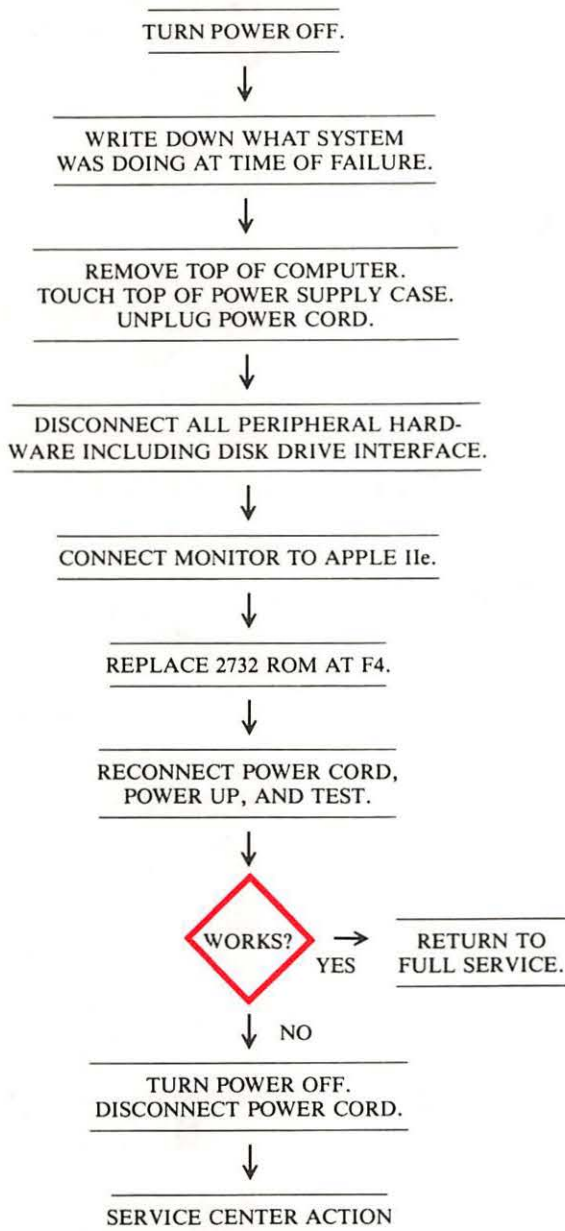 TURN POWER OFF.
WRITE DOWN WHAT SYSTEM
WAS DOING AT TIME OF FAILURE.
REMOVE TOP OF COMPUTER.
TOUCH TOP OF POWER SUPPLY CASE.
UNPLUG POWER CORD.
DISCONNECT ALL PERIPHERAL HARD-
WARE INCLUDING DISK DRIVE INTERFACE.
CONNECT MONITOR TO APPLE IIe.
REPLACE 2732 ROM AT F4.
RECONNECT POWER CORD,
POWER UP, AND TEST.
WORKS?
YES
RETURN TO
FULL SERVICE.
NO
TURN POWER OFF.
DISCONNECT POWER CORD.
SERVICE CENTER ACTION